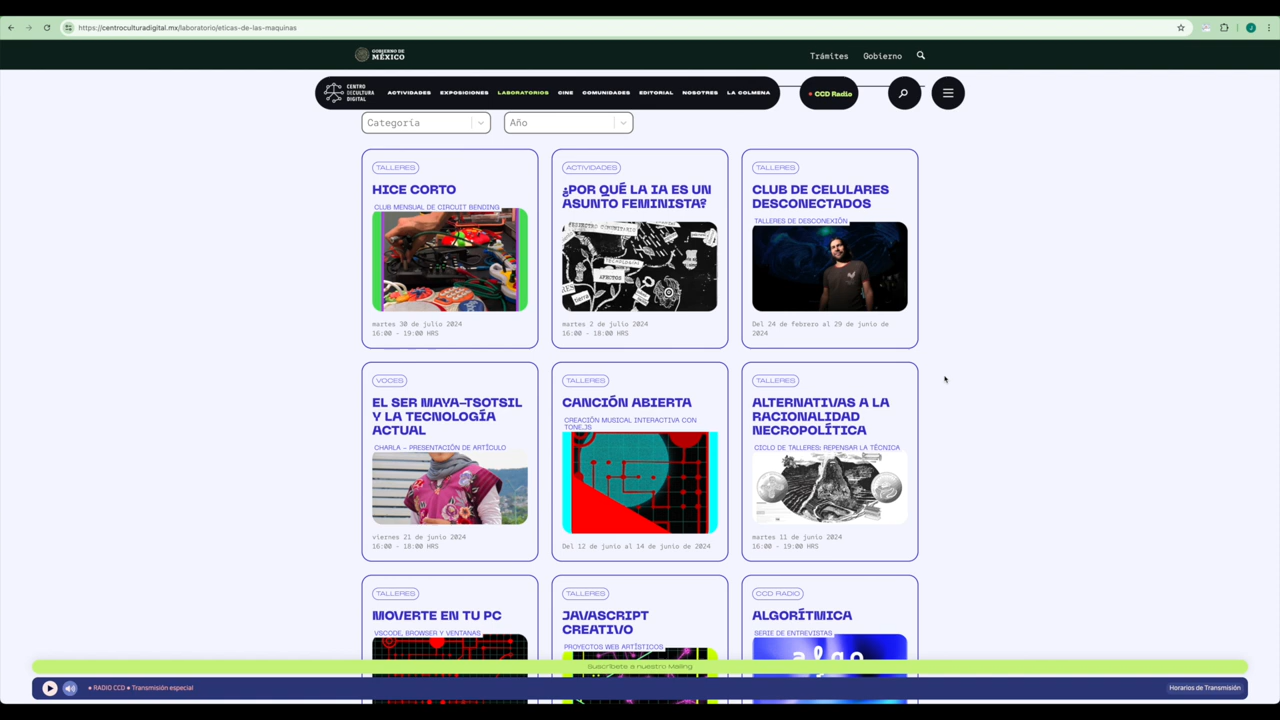 https://centroculturadigital.mx/laboratorio/eticas-de-las-maquinas
GOBIERNO DE
MÉXICO
Trámites Gobierno
CENTRO
DECULTURA
DIGITAL
ACTIVIDADES EXPOSICIONES LABORATORIOS CINE COMUNIDADES EDITORIAL NOSOTRES LA COLMENA
CCD Radio
Categoría
Año
TALLERES
HICE CORTO
CLUB MENSUAL DE CIRCUIT BENDING
martes 30 de julio 2024
16:00 - 19:00 HRS
ACTIVIDADES
¿POR QUÉ LA IA ES UN
ASUNTO FEMINISTA?
TECNOLOGÍAS
AFECTOS
tierra
martes 2 de julio 2024
16:00 - 18:00 HRS
TALLERES
CLUB DE CELULARES
DESCONECTADOS
TALLERES DE DESCONEXIÓN
Del 24 de febrero al 29 de junio de
2024
VOCES
EL SER MAYA-TSOTSIL
Y LA TECNOLOGÍA
ACTUAL
CHARLA - PRESENTACIÓN DE ARTÍCULO
viernes 21 de junio 2024
16:00 - 18:00 HRS
TALLERES
CANCIÓN ABIERTA
CREACIÓN MUSICAL INTERACTIVA CON
TONEJS
Del 12 de junio al 14 de junio de 2024
TALLERES
ALTERNATIVAS A LA
RACIONALIDAD
NECROPOLÍTICA
CICLO DE TALLERES: REPENSAR LA TÉCNICA
martes 11 de junio 2024
16:00 - 19:00 HRS
TALLERES
MOVERTE EN TU PC
VSCODE, BROWSER Y VENTANAS
TALLERES
JAVASCRIPT
CREATIVO
PROYECTOS WEB ARTÍSTICOS
CCD RADIO
ALGORÍTMICA
SERIE DE ENTREVISTAS
algo
Suscríbete a nuestro Mailing
● RADIO CCD ● Transmisión especial
Horarios de Transmisión